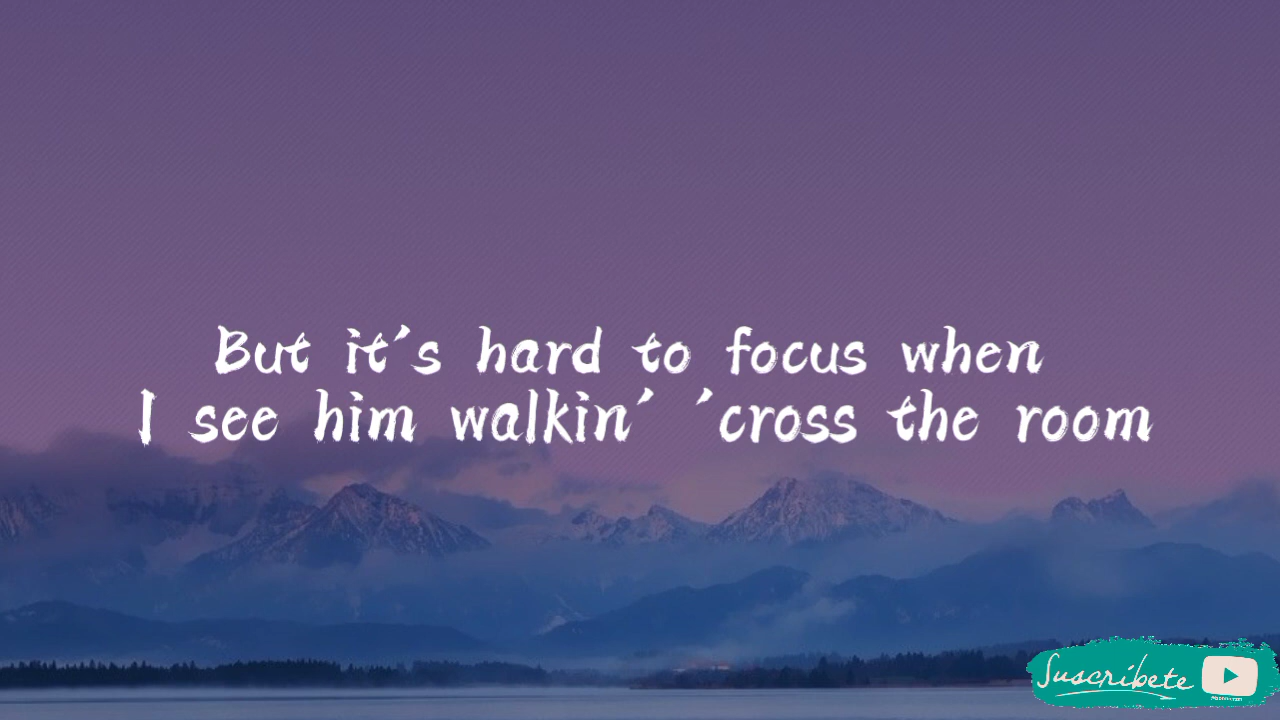 But it's hard to focus when
I see him walkin' 'cross the room
Suscribete